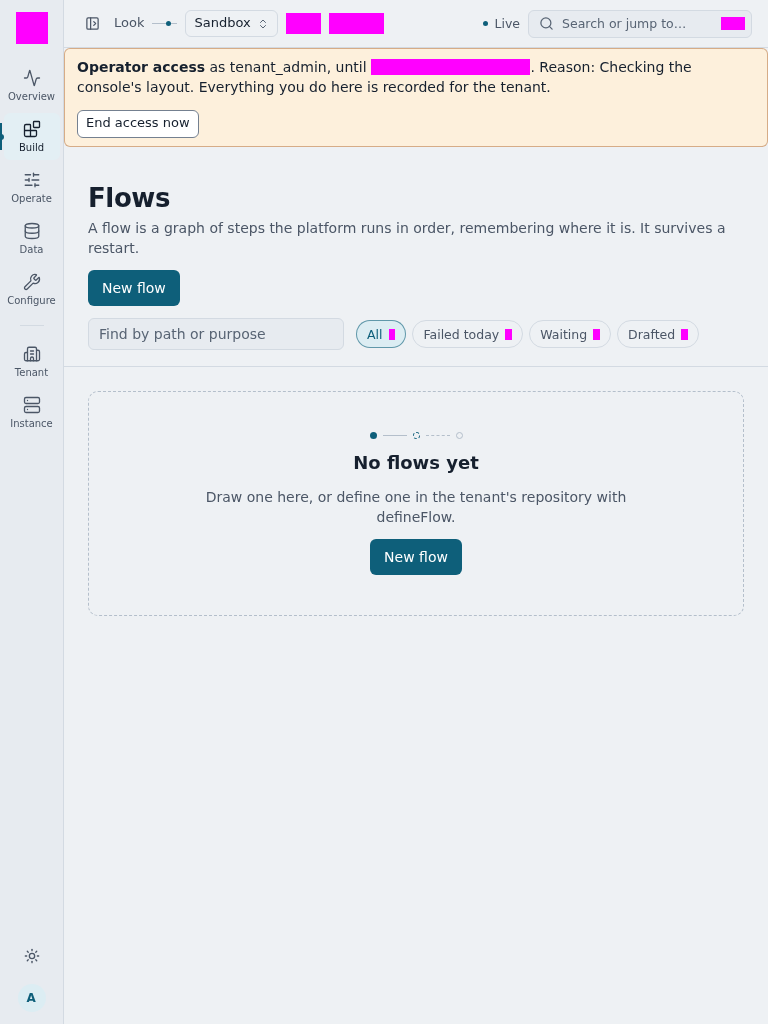 Look
Sandbox
Live
Search or jump to...
Overview
Build
Operate
Data
Configure
Tenant
Instance
A
Operator access as tenant_admin, until . Reason: Checking the
console's layout. Everything you do here is recorded for the tenant.
End access now
Flows
A flow is a graph of steps the platform runs in order, remembering where it is. It survives a
restart.
New flow
Find by path or purpose
All
Failed today
Waiting
Drafted
No flows yet
Draw one here, or define one in the tenant's repository with
defineFlow.
New flow